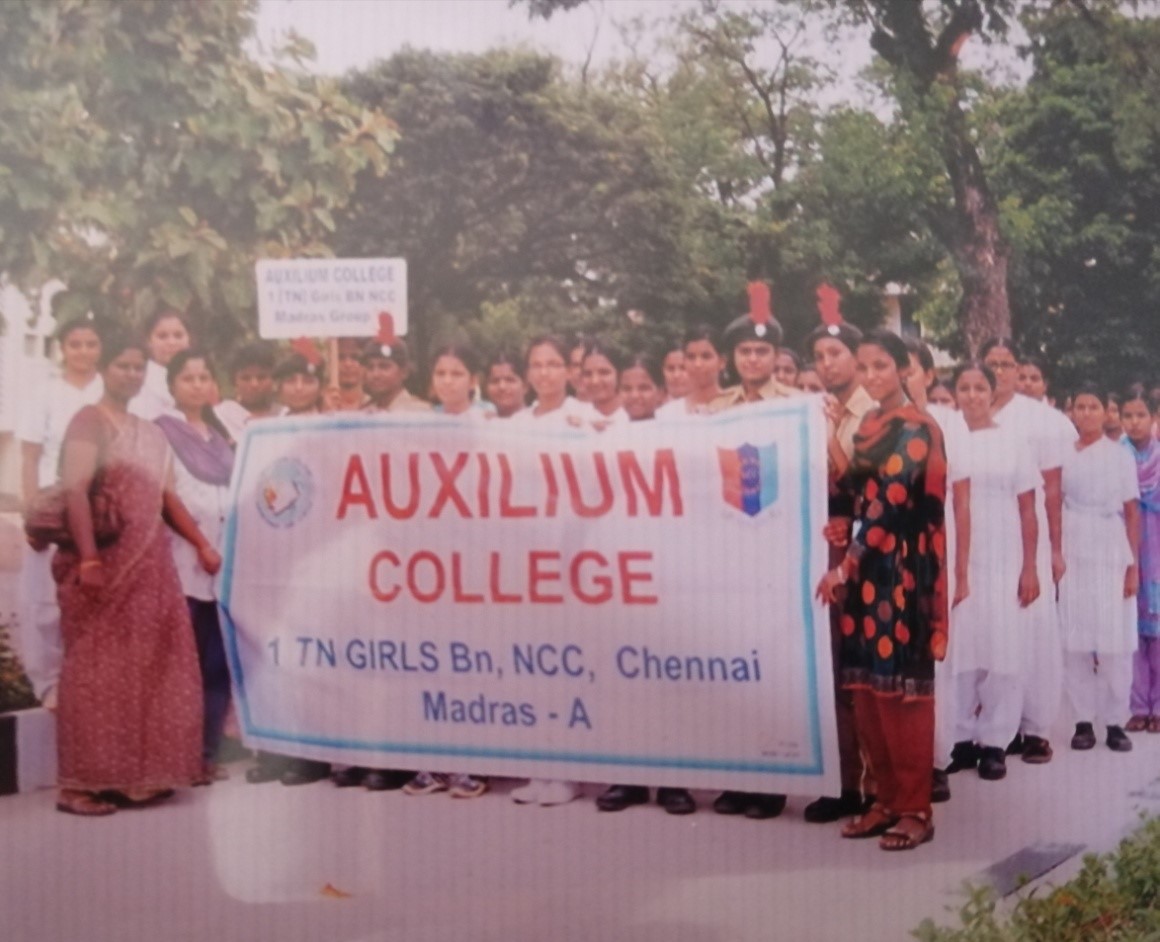 AUXILIUM COLLEGE
1 [TN] Girls BN NCC
Madras Group
AUXILIUM
COLLEGE
1 TN GIRLS Bn, NCC, Chennai
Madras - A